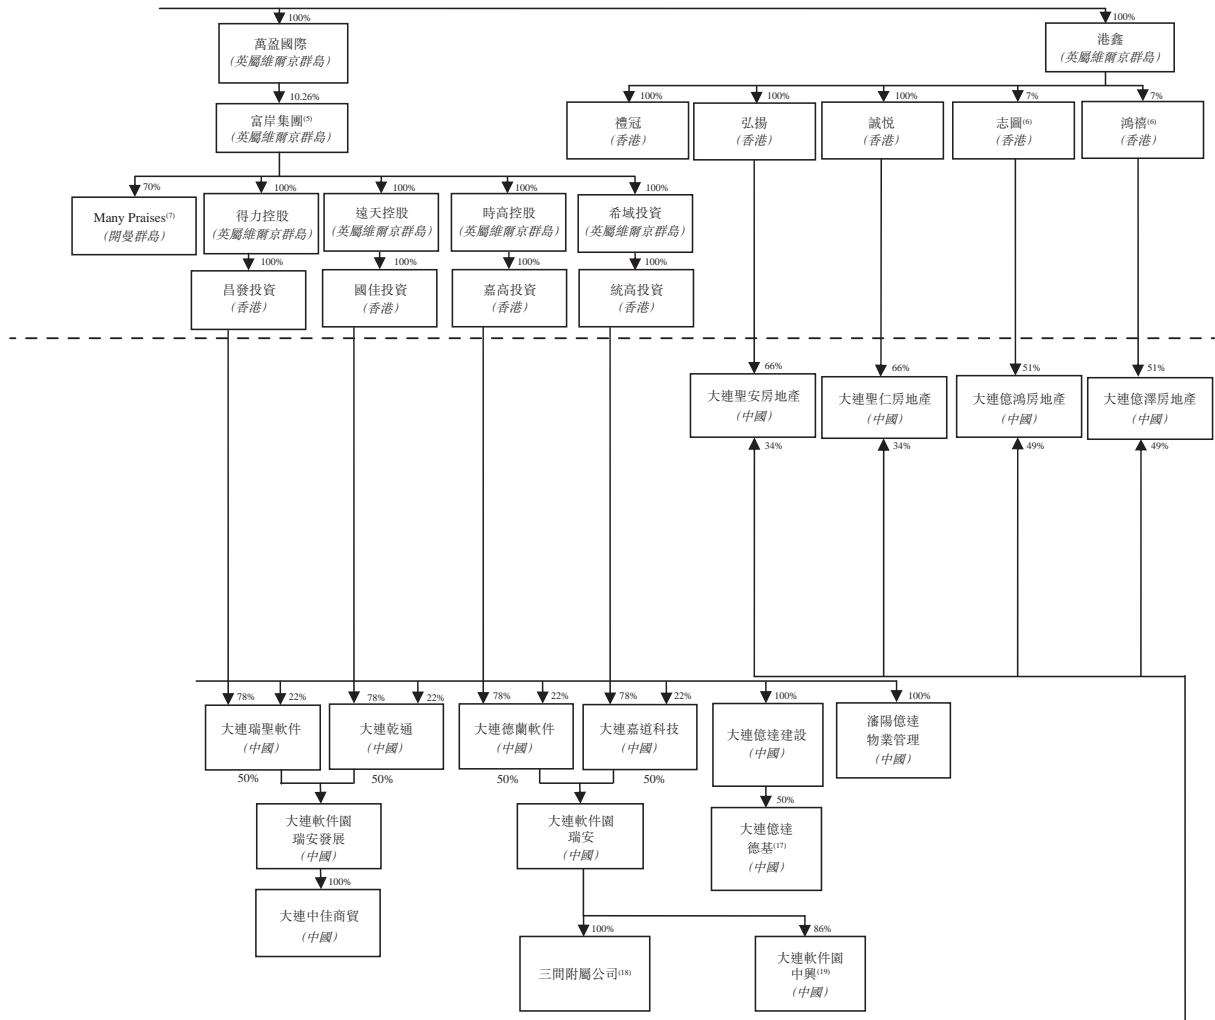 100%
100%
萬盈國際
(英屬維爾京群島)
港鑫
(英屬維爾京群島)
10.26%
100%
100%
100%
7%
7%
富岸集團(5)
(英屬維爾京群島)
禮冠
(香港)
弘揚
(香港)
誠悅
(香港)
志圖(6)
(香港)
鴻禧(6)
(香港)
70%
100%
100%
100%
100%
Many Praises(7)
(開曼群島)
得力控股
(英屬維爾京群島)
遠天控股
(英屬維爾京群島)
時高控股
(英屬維爾京群島)
希域投資
(英屬維爾京群島)
100%
100%
100%
100%
昌發投資
(香港)
國佳投資
(香港)
嘉高投資
(香港)
統高投資
(香港)
66%
66%
51%
51%
大連聖安房地產
(中國)
大連聖仁房地產
(中國)
大連億鴻房地產
(中國)
大連億澤房地產
(中國)
34%
34%
49%
49%
78%
22%
78%
22%
78%
22%
78%
22%
100%
100%
大連瑞聖軟件
(中國)
大連乾通
(中國)
大連德蘭軟件
(中國)
大連嘉道科技
(中國)
大連億達建設
(中國)
瀋陽億達
物業管理
(中國)
50%
50%
50%
50%
50%
大連軟件園
瑞安發展
(中國)
大連軟件園
瑞安
(中國)
大連億達
德基(17)
(中國)
100%
大連中佳商貿
(中國)
100%
86%
三間附屬公司(18)
大連軟件園
中興(19)
(中國)